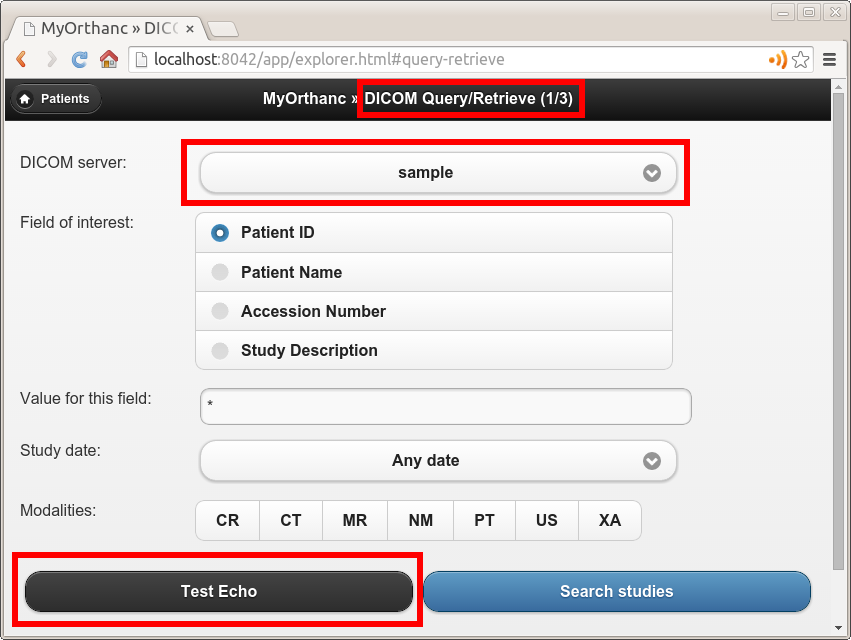 MyOrthanc » DIC
localhost:8042/app/explorer.html#query-retrieve
Patients
MyOrthanc » DICOM Query/Retrieve (1/3)
DICOM server:
sample
Field of interest:
Patient ID
Patient Name
Accession Number
Study Description
Value for this field:
*
Study date:
Any date
Modalities:
CR CT MR NM PT US XA
Test Echo Search studies